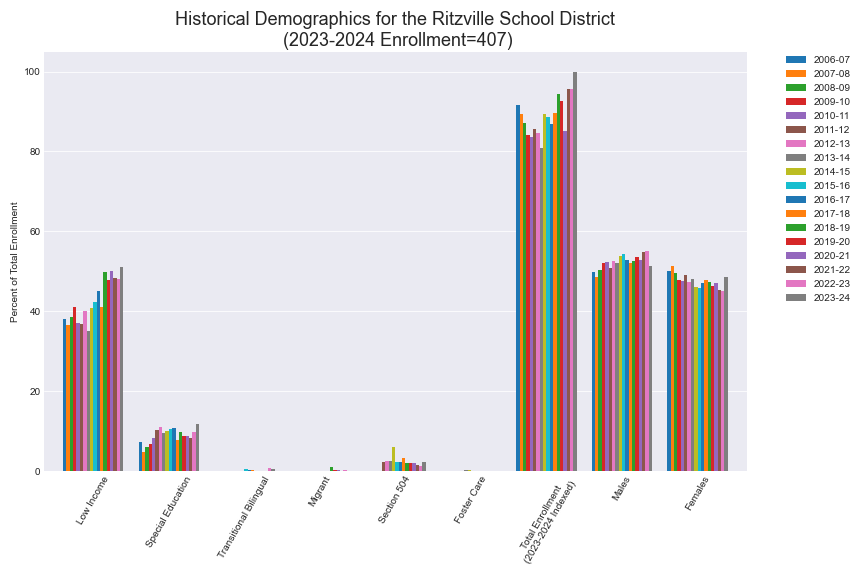 Historical Demographics for the Ritzville School District
(2023-2024 Enrollment=407)
Percent of Total Enrollment
100
80
60
40
20
0
Low Income
Special Education
Transitional Bilingual
Migrant
Section 504
Foster Care
Total Enrollment
(2023-2024 Indexed)
Males
Females
2006-07
2007-08
2008-09
2009-10
2010-11
2011-12
2012-13
2013-14
2014-15
2015-16
2016-17
2017-18
2018-19
2019-20
2020-21
2021-22
2022-23
2023-24